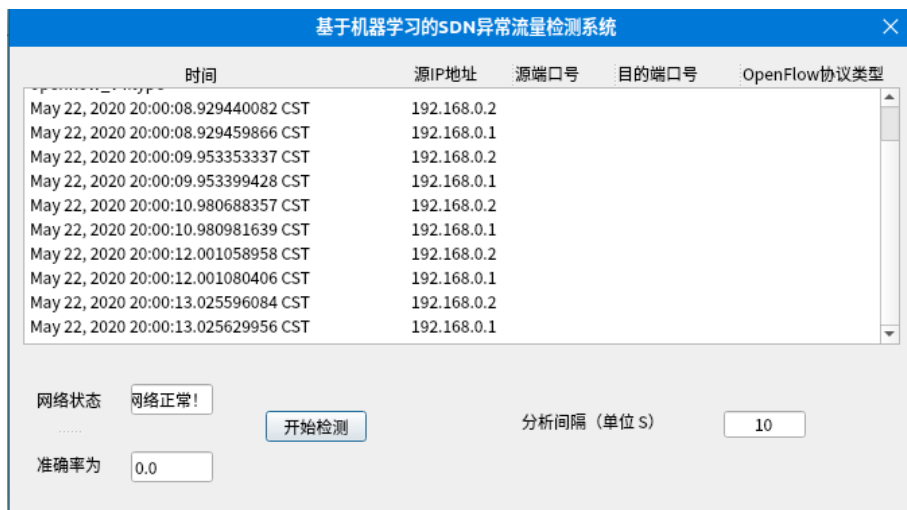 基于机器学习的SDN异常流量检测系统
时间 源IP地址 源端口号 目的端口号 OpenFlow协议类型
May 22, 2020 20:00:08.929440082 CST 192.168.0.2
May 22, 2020 20:00:08.929459866 CST 192.168.0.1
May 22, 2020 20:00:09.953353337 CST 192.168.0.2
May 22, 2020 20:00:09.953399428 CST 192.168.0.1
May 22, 2020 20:00:10.980688357 CST 192.168.0.2
May 22, 2020 20:00:10.980981639 CST 192.168.0.1
May 22, 2020 20:00:12.001058958 CST 192.168.0.2
May 22, 2020 20:00:12.001080406 CST 192.168.0.1
May 22, 2020 20:00:13.025596084 CST 192.168.0.2
May 22, 2020 20:00:13.025629956 CST 192.168.0.1
网络状态 网络正常!
开始检测 分析间隔（单位 S） 10
准确率为 0.0